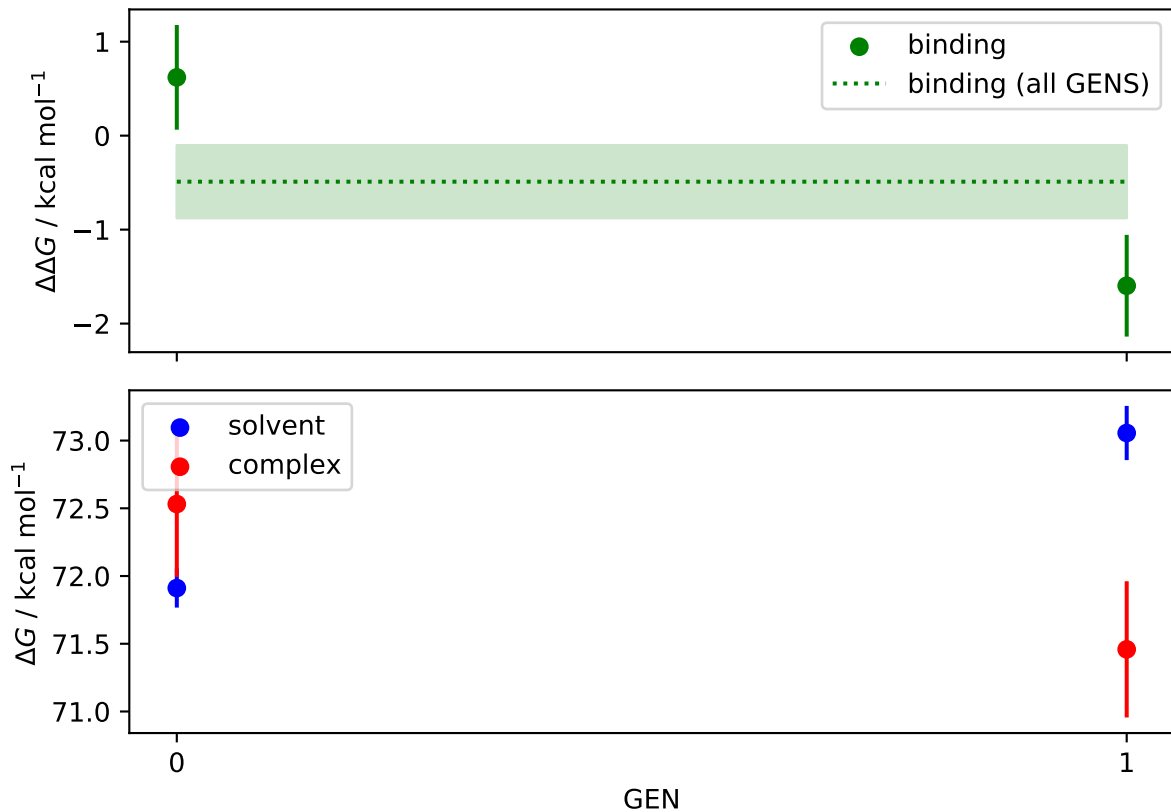 ΔΔG / kcal mol⁻¹
1
0
−1
−2
binding
binding (all GENS)
ΔG / kcal mol⁻¹
73.0
72.5
72.0
71.5
71.0
solvent
complex
0
1
GEN